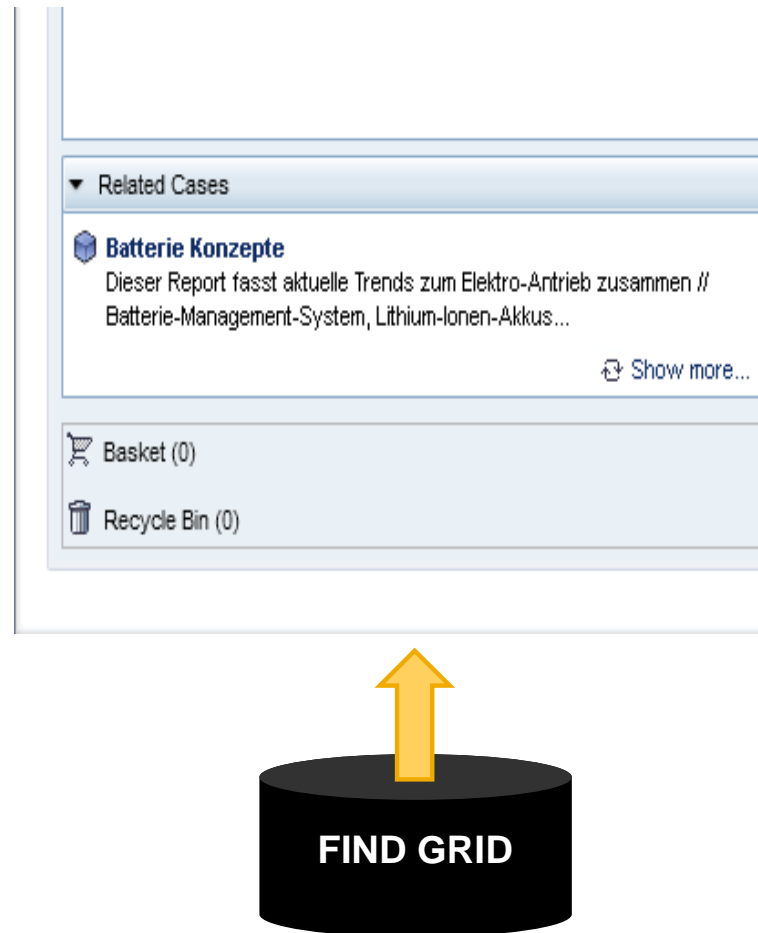 Related Cases
Batterie Konzepte
Dieser Report fasst aktuelle Trends zum Elektro-Antrieb zusammen //
Batterie-Management-System, Lithium-Ionen-Akkus...
Show more...
Basket (0)
Recycle Bin (0)
FIND GRID